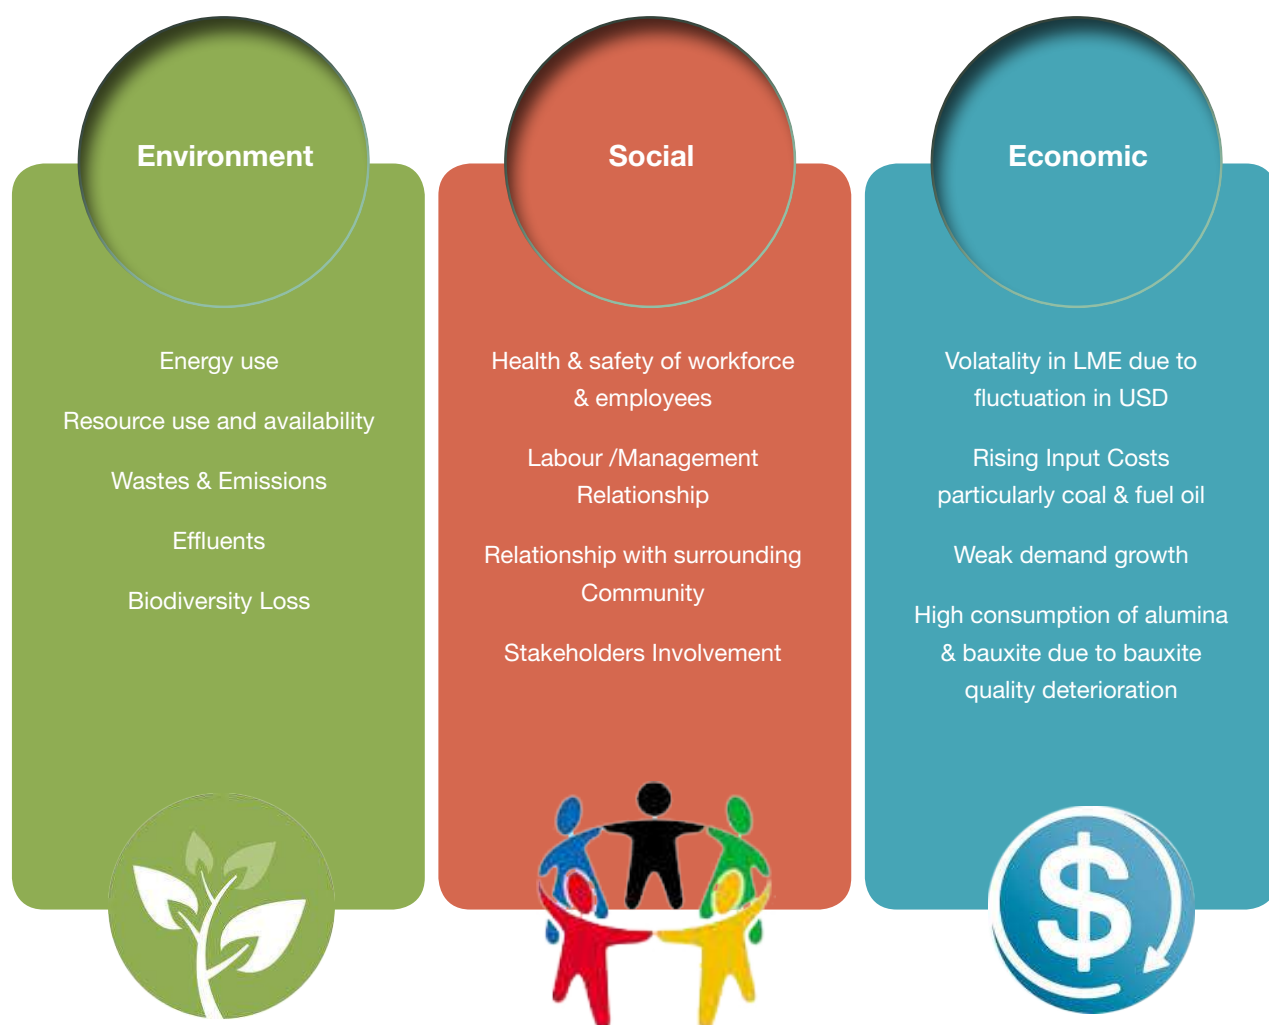 Environment
Energy use
Resource use and availability
Wastes & Emissions
Effluents
Biodiversity Loss
Social
Health & safety of workforce
& employees
Labour /Management
Relationship
Relationship with surrounding
Community
Stakeholders Involvement
Economic
Volatality in LME due to
fluctuation in USD
Rising Input Costs
particularly coal & fuel oil
Weak demand growth
High consumption of alumina
& bauxite due to bauxite
quality deterioration
$